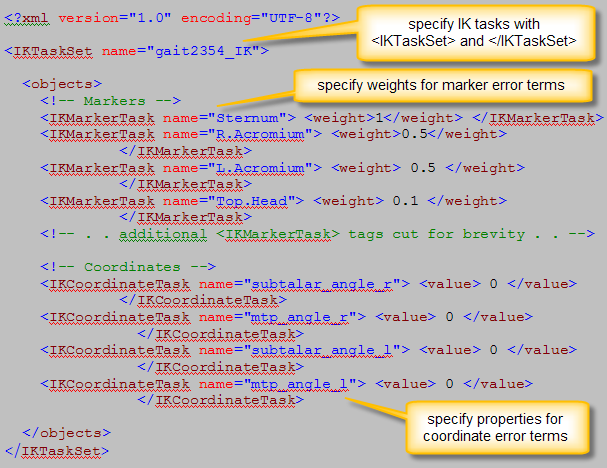 <?xml version="1.0" encoding="UTF-8"?>
specify IK tasks with
<IKTaskSet> and </IKTaskSet>
<IKTaskSet name="gait2354_IK">
<objects>
specify weights for marker error terms
<!-- Markers -->
<IKMarkerTask name="Sternum"> <weight>1</weight> </IKMarkerTask>
<IKMarkerTask name="R.Acromium"> <weight>0.5</weight>
</IKMarkerTask>
<IKMarkerTask name="L.Acromium"> <weight> 0.5 </weight>
</IKMarkerTask>
<IKMarkerTask name="Top.Head"> <weight> 0.1 </weight>
</IKMarkerTask>
<!-- . . additional <IKMarkerTask> tags cut for brevity . . -->
<!-- Coordinates -->
<IKCoordinateTask name="subtalar_angle_r"> <value> 0 </value>
</IKCoordinateTask>
<IKCoordinateTask name="mtp_angle_r"> <value> 0 </value>
</IKCoordinateTask>
<IKCoordinateTask name="subtalar_angle_l"> <value> 0 </value>
</IKCoordinateTask>
<IKCoordinateTask name="mtp_angle_l"> <value> 0 </value>
</IKCoordinateTask>
specify properties for
coordinate error terms
</objects>
</IKTaskSet>